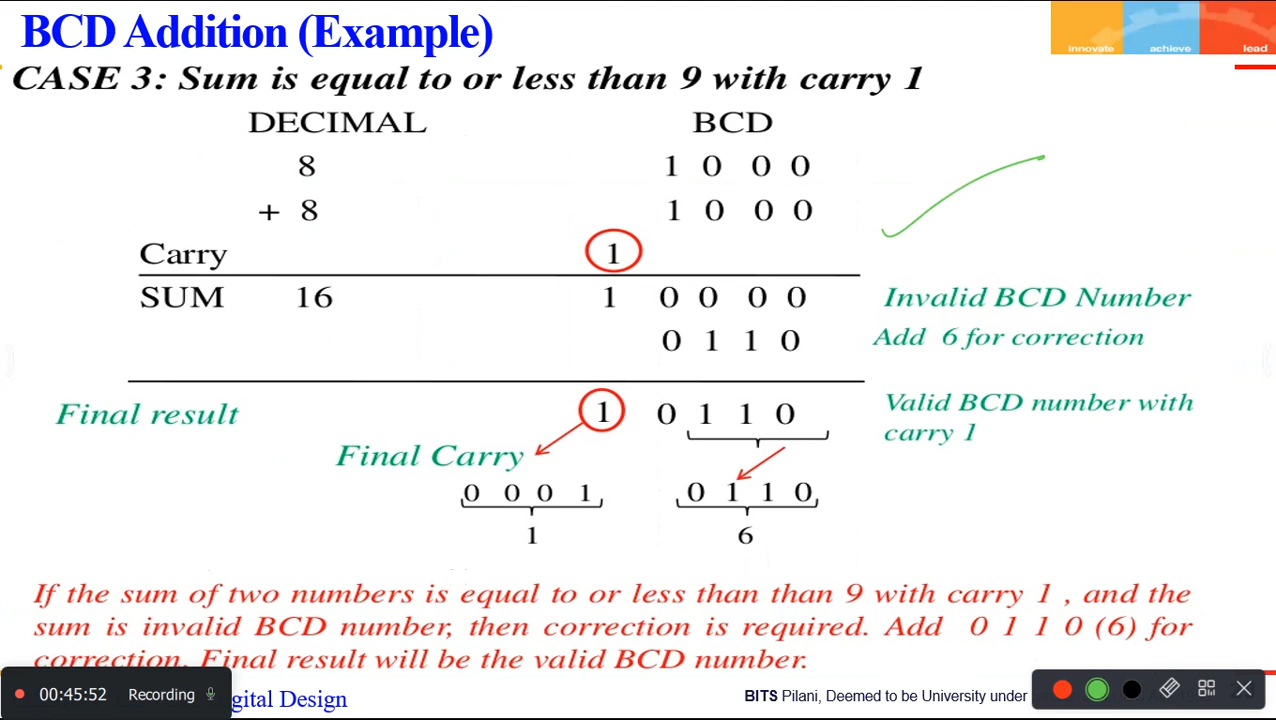 BCD Addition (Example)
innovate achieve lead
CASE 3: Sum is equal to or less than 9 with carry 1
DECIMAL BCD
8 1 0 0 0
+ 8 1 0 0 0
Carry 1
SUM 16 1 0 0 0 0 Invalid BCD Number
0 1 1 0 Add 6 for correction
Final result 1 0 1 1 0 Valid BCD number with
carry 1
Final Carry
0 0 0 1 0 1 1 0
1 6
If the sum of two numbers is equal to or less than than 9 with carry 1 , and the
sum is invalid BCD number, then correction is required. Add 0 1 1 0 (6) for
correction. Final result will be the valid BCD number.
00:45:52 Recording
gital Design
BITS Pilani, Deemed to be University under